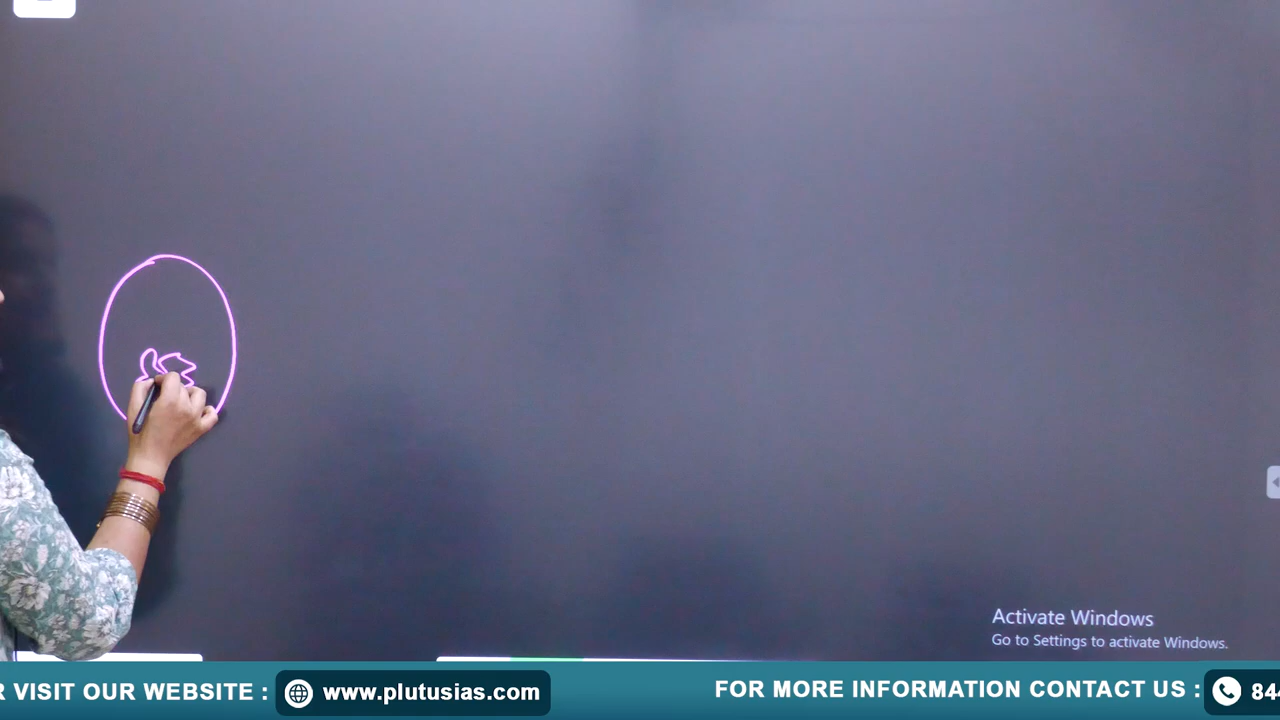 Activate Windows
Go to Settings to activate Windows.
VISIT OUR WEBSITE : www.plutusias.com
FOR MORE INFORMATION CONTACT US :